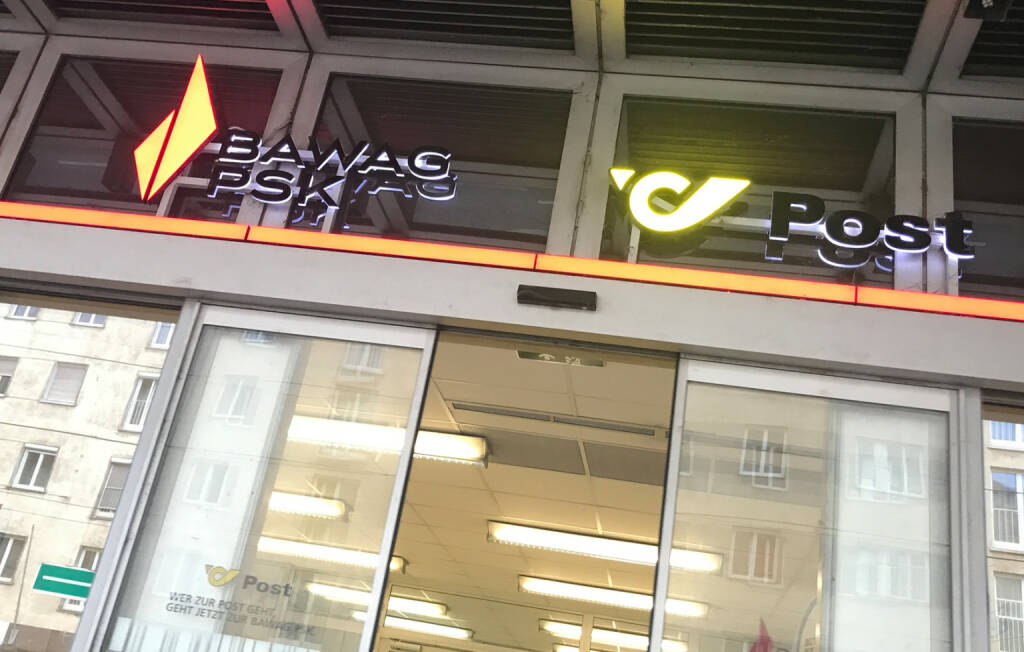 BAWAG
PSK
Post
Post
WER ZUR POST GEHT,
GEHT JETZT ZUR BAWAG P.S.K.